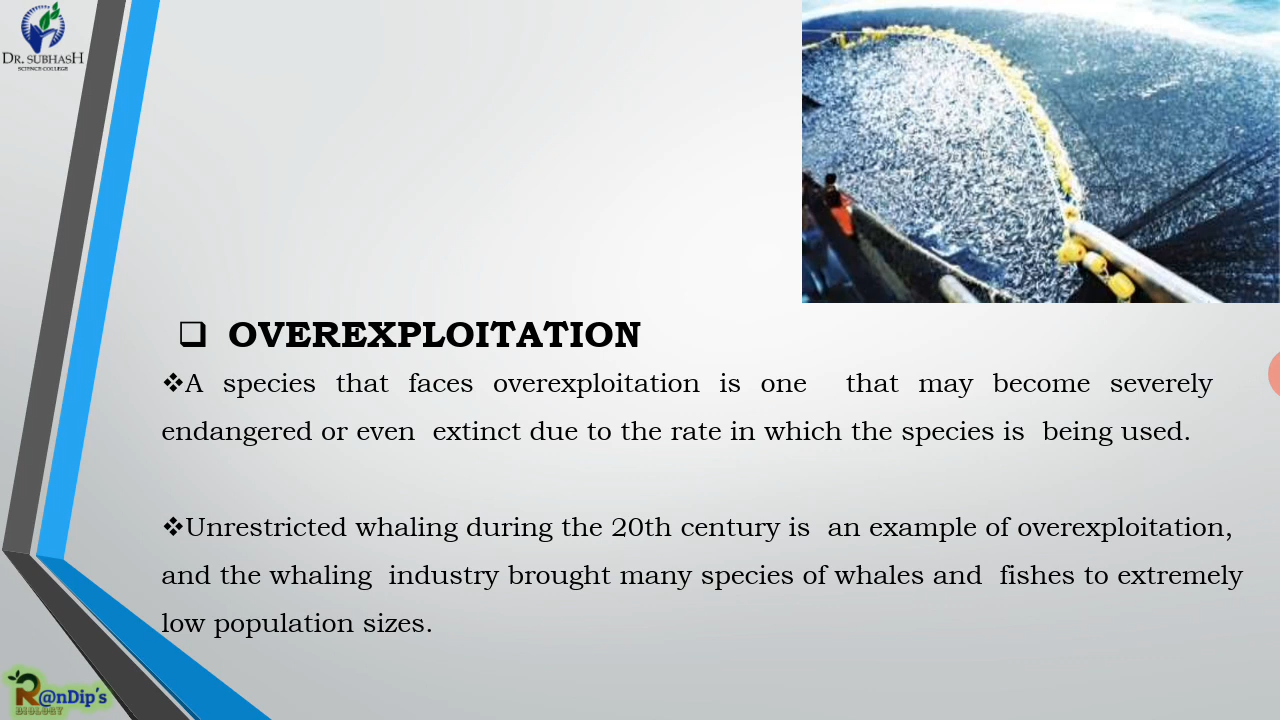 DR. SUBHASH
SCIENCE COLLEGE
❑ OVEREXPLOITATION
❖A species that faces overexploitation is one that may become severely
endangered or even extinct due to the rate in which the species is being used.
❖Unrestricted whaling during the 20th century is an example of overexploitation,
and the whaling industry brought many species of whales and fishes to extremely
low population sizes.
R@nDip's
BIOLOGY